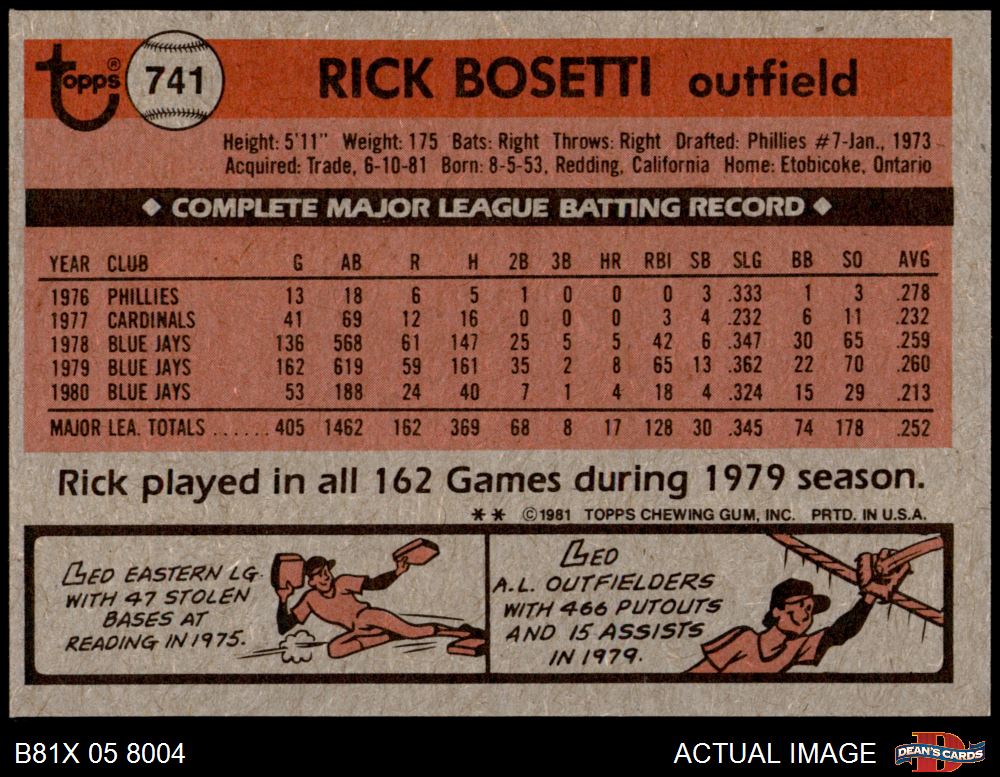 Topps®
741
RICK BOSETTI outfield
Height: 5'11" Weight: 175 Bats: Right Throws: Right Drafted: Phillies #7-Jan., 1973
Acquired: Trade, 6-10-81 Born: 8-5-53, Redding, California Home: Etobicoke, Ontario
◆ COMPLETE MAJOR LEAGUE BATTING RECORD ◆
YEAR CLUB G AB R H 2B 3B HR RBI SB SLG BB SO AVG
1976 PHILLIES 13 18 6 5 1 0 0 0 3 .333 1 3 .278
1977 CARDINALS 41 69 12 16 0 0 0 3 4 .232 6 11 .232
1978 BLUE JAYS 136 568 61 147 25 5 5 42 6 .347 30 65 .259
1979 BLUE JAYS 162 619 59 161 35 2 8 65 13 .362 22 70 .260
1980 BLUE JAYS 53 188 24 40 7 1 4 18 4 .324 15 29 .213
MAJOR LEA. TOTALS ...... 405 1462 162 369 68 8 17 128 30 .345 74 178 .252
Rick played in all 162 Games during 1979 season.
** ©1981 TOPPS CHEWING GUM, INC. PRTD. IN U.S.A.
LED EASTERN LG.
WITH 47 STOLEN
BASES AT
READING IN 1975.
LED
A.L. OUTFIELDERS
WITH 466 PUTOUTS
AND 15 ASSISTS
IN 1979.
B81X 05 8004
ACTUAL IMAGE
DEAN'S CARDS